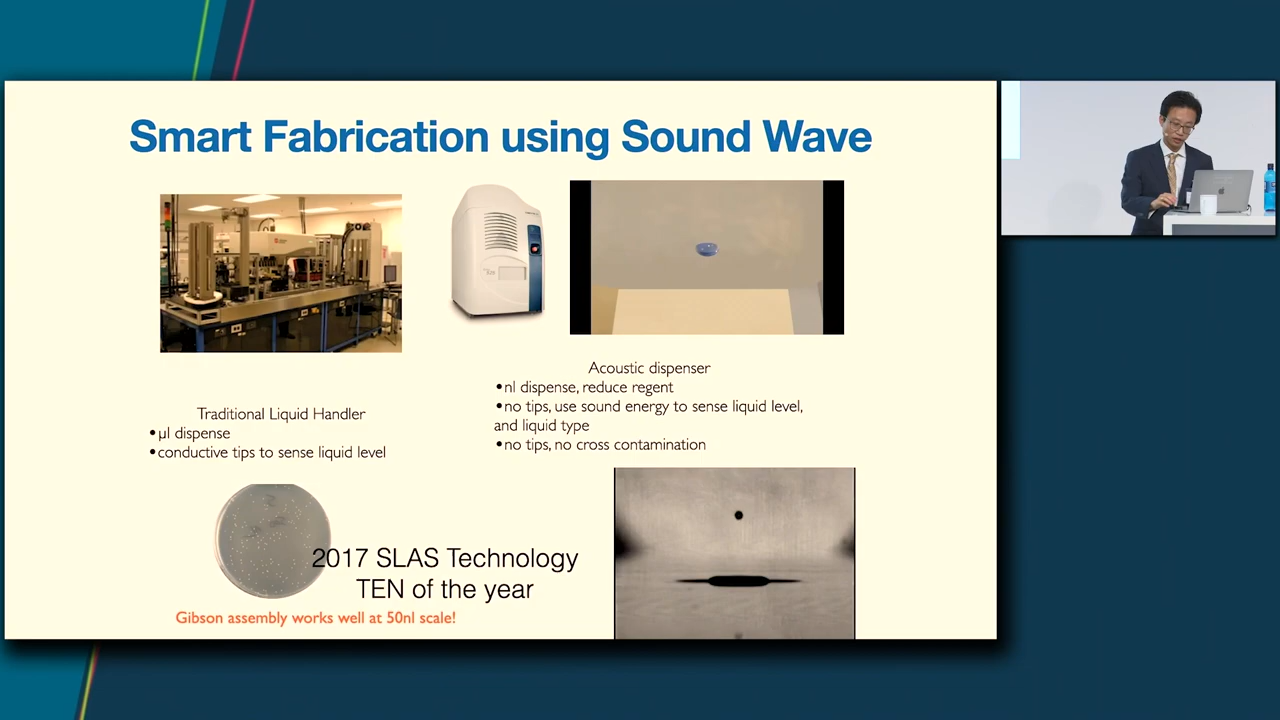 Smart Fabrication using Sound Wave
Traditional Liquid Handler
•µl dispense
•conductive tips to sense liquid level
Acoustic dispenser
•nl dispense, reduce regent
•no tips, use sound energy to sense liquid level,
and liquid type
•no tips, no cross contamination
2017 SLAS Technology
TEN of the year
Gibson assembly works well at 50nl scale!